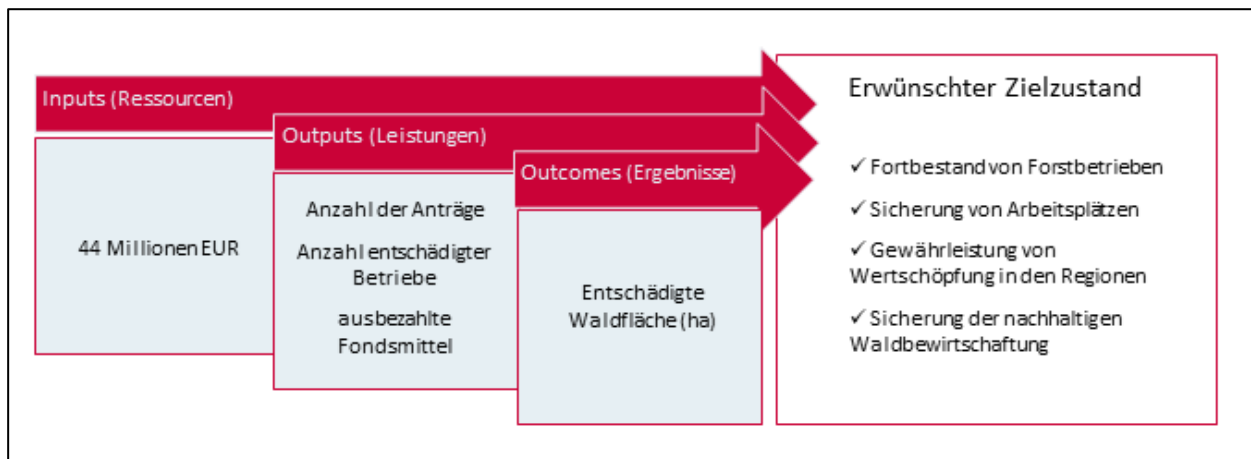 Inputs (Ressourcen)
44 Millionen EUR
Outputs (Leistungen)
Anzahl der Anträge
Anzahl entschädigter
Betriebe
ausbezahlte
Fondsmittel
Outcomes (Ergebnisse)
Entschädigte
Waldfläche (ha)
Erwünschter Zielzustand
✓ Fortbestand von Forstbetrieben
✓ Sicherung von Arbeitsplätzen
✓ Gewährleistung von
Wertschöpfung in den Regionen
✓ Sicherung der nachhaltigen
Waldbewirtschaftung